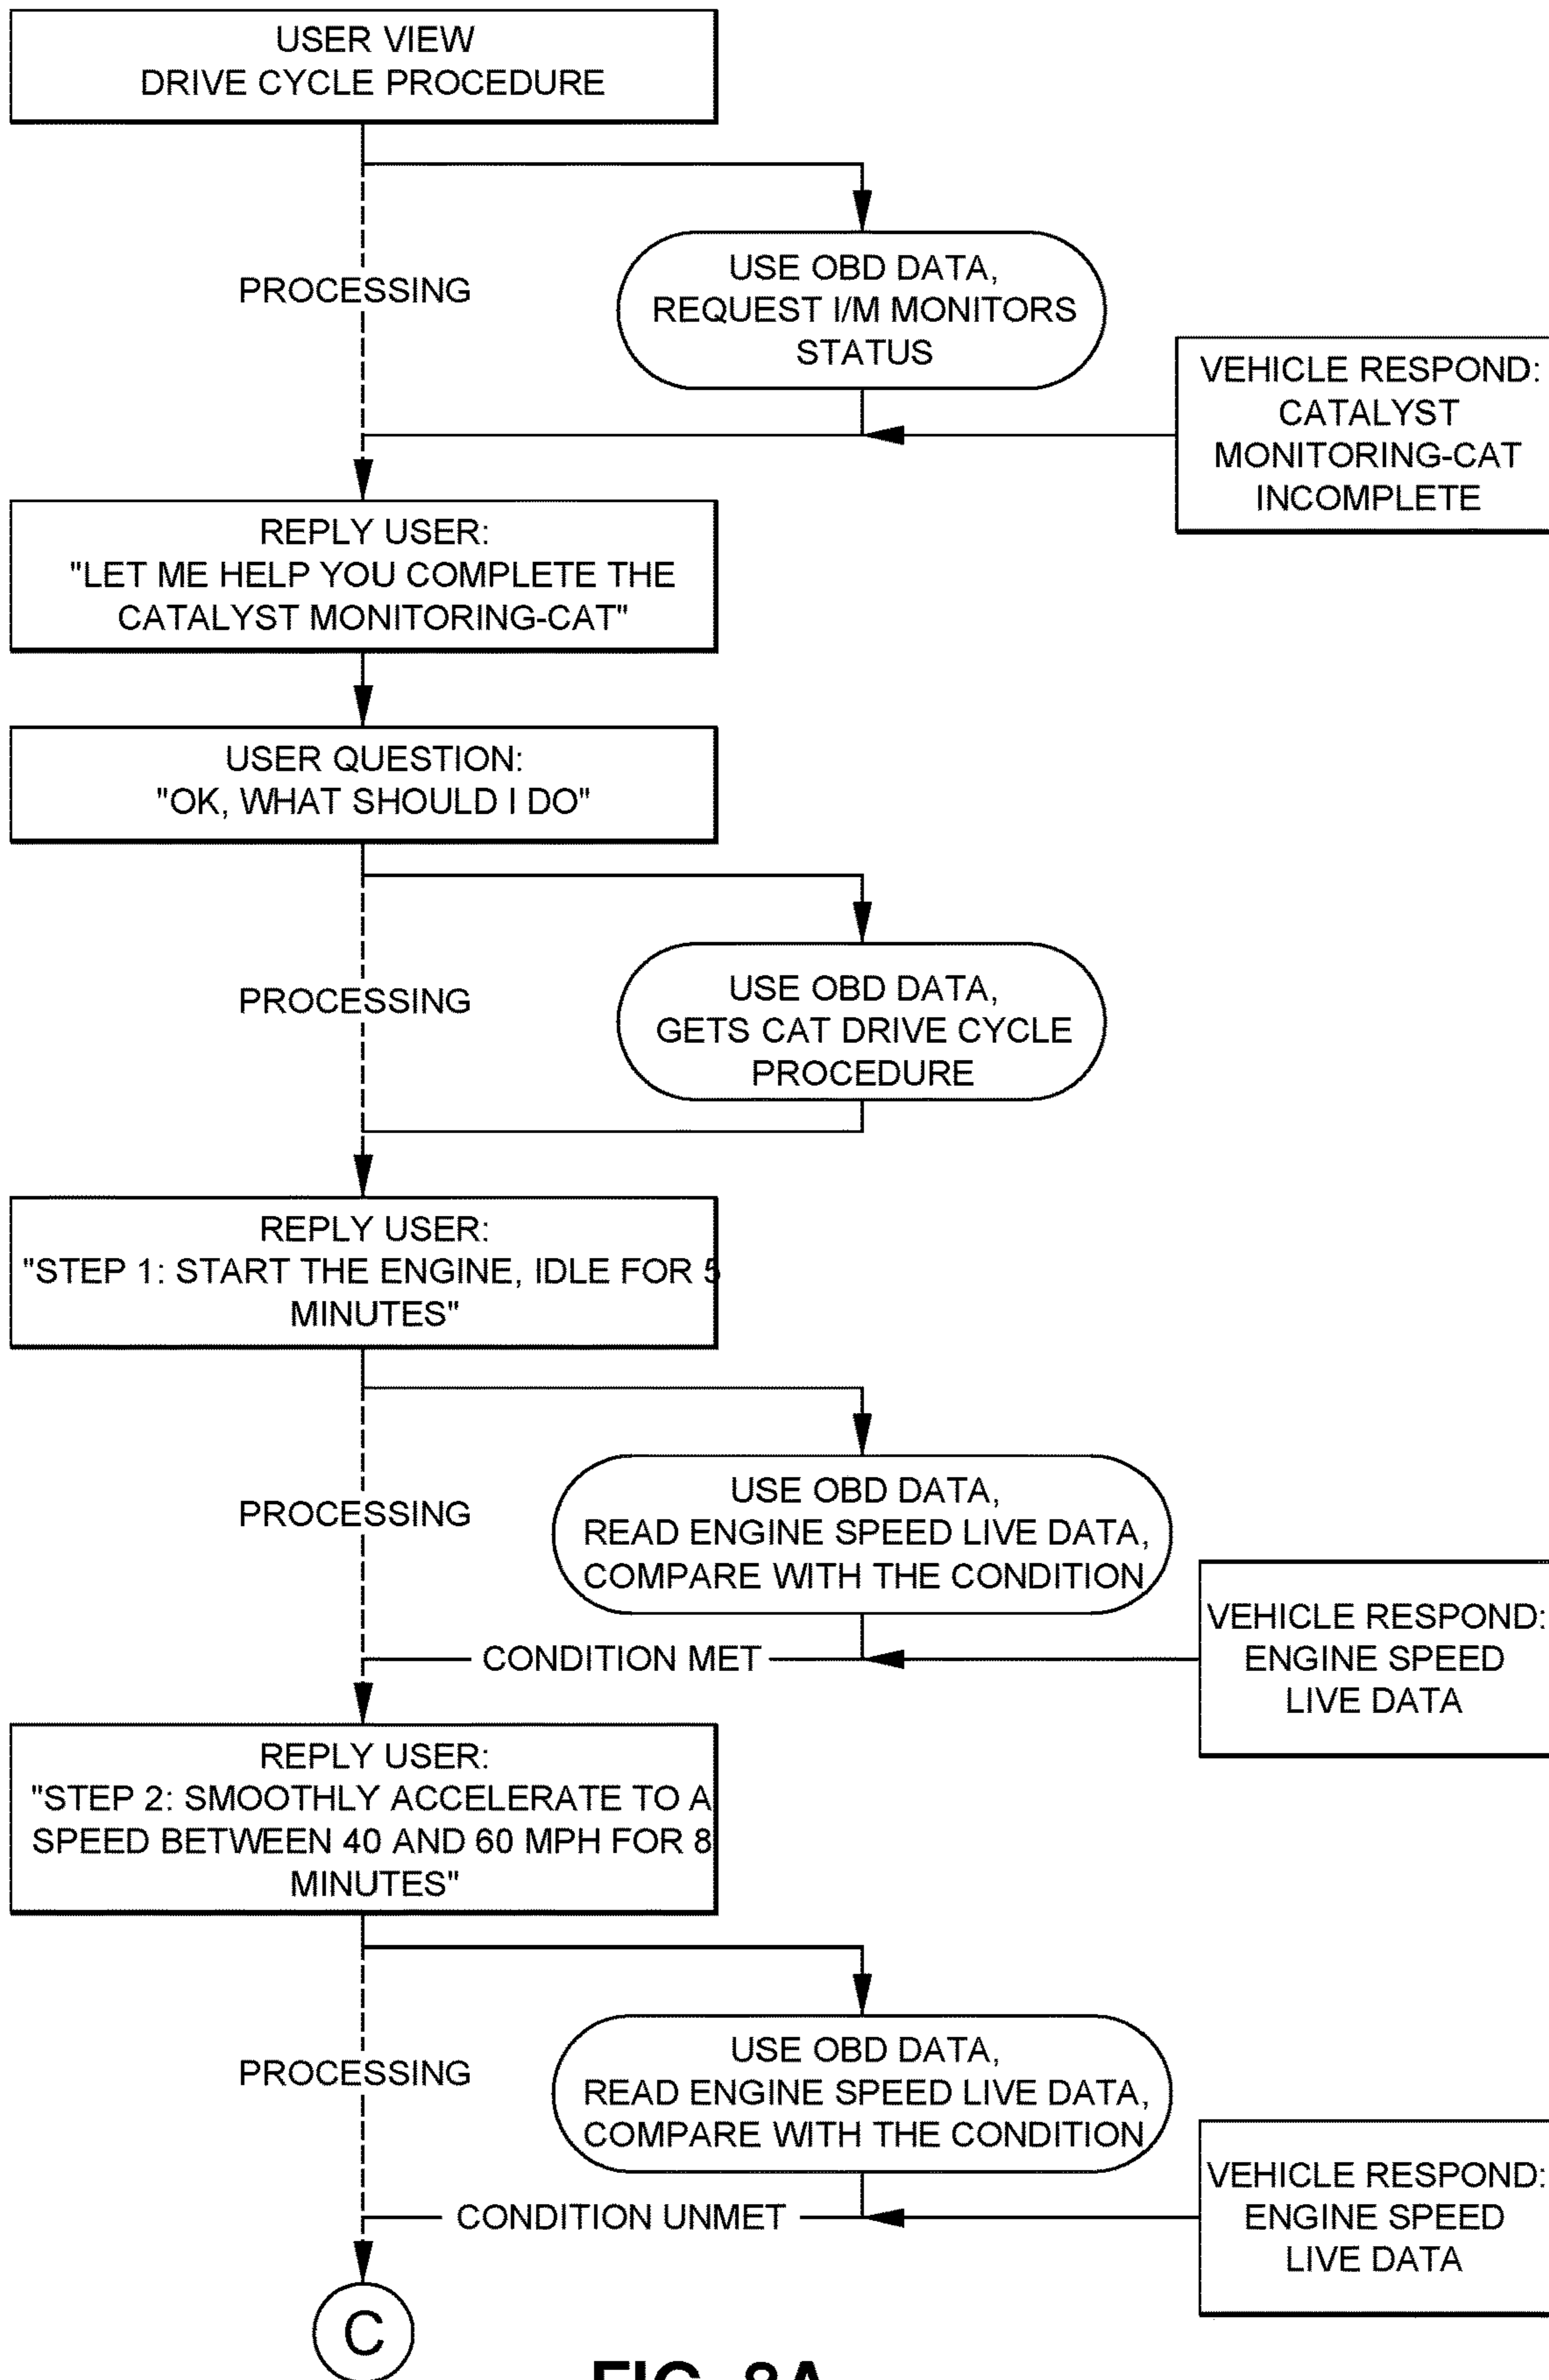 USER VIEW
DRIVE CYCLE PROCEDURE
PROCESSING
USE OBD DATA,
REQUEST I/M MONITORS
STATUS
VEHICLE RESPOND:
CATALYST
MONITORING-CAT
INCOMPLETE
REPLY USER:
"LET ME HELP YOU COMPLETE THE
CATALYST MONITORING-CAT"
USER QUESTION:
"OK, WHAT SHOULD I DO"
PROCESSING
USE OBD DATA,
GETS CAT DRIVE CYCLE
PROCEDURE
REPLY USER:
"STEP 1: START THE ENGINE, IDLE FOR 5
MINUTES"
PROCESSING
USE OBD DATA,
READ ENGINE SPEED LIVE DATA,
COMPARE WITH THE CONDITION
VEHICLE RESPOND:
ENGINE SPEED
LIVE DATA
CONDITION MET
REPLY USER:
"STEP 2: SMOOTHLY ACCELERATE TO A
SPEED BETWEEN 40 AND 60 MPH FOR 8
MINUTES"
PROCESSING
USE OBD DATA,
READ ENGINE SPEED LIVE DATA,
COMPARE WITH THE CONDITION
VEHICLE RESPOND:
ENGINE SPEED
LIVE DATA
CONDITION UNMET
C
FIG.